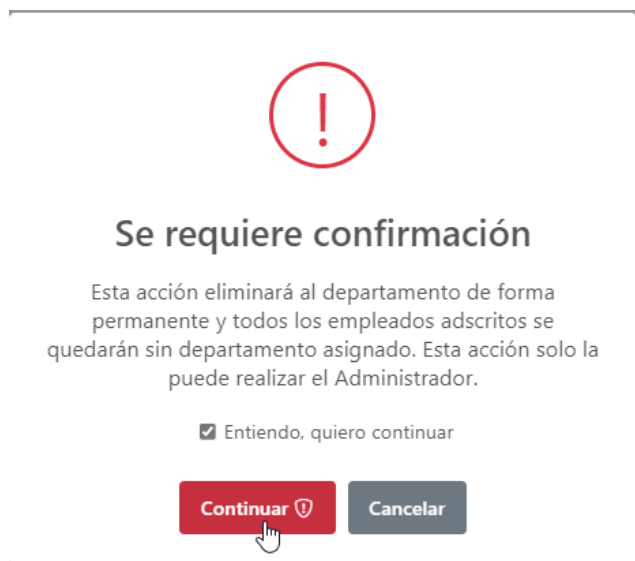 Se requiere confirmación
Esta acción eliminará al departamento de forma
permanente y todos los empleados adscritos se
quedarán sin departamento asignado. Esta acción solo la
puede realizar el Administrador.
Entiendo, quiero continuar
Continuar
Cancelar